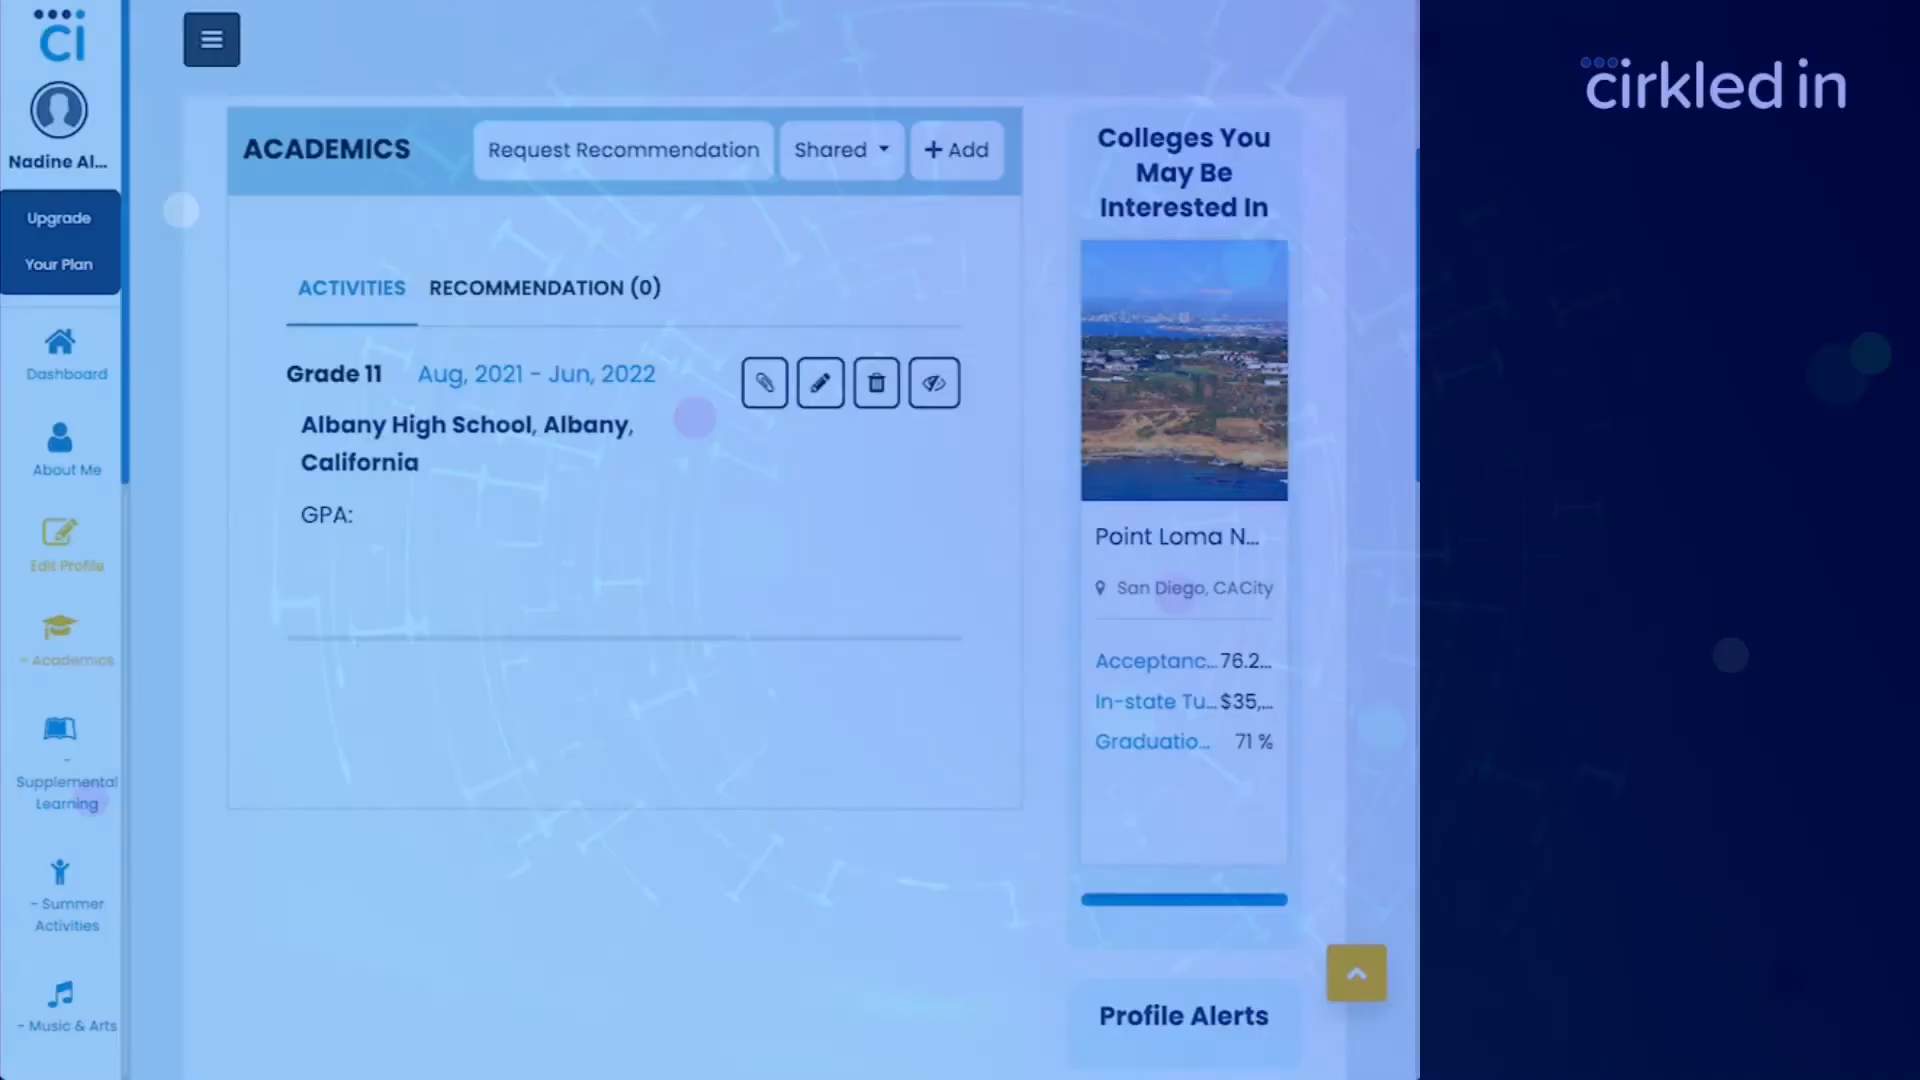 ci
Nadine Al...
Upgrade
Your Plan
Dashboard
About Me
Edit Profile
- Academics
-
Supplemental
Learning
- Summer
Activities
- Music & Arts
ACADEMICS
Request Recommendation
Shared
+ Add
ACTIVITIES
RECOMMENDATION (0)
Grade 11 Aug, 2021 - Jun, 2022
Albany High School, Albany,
California
GPA:
Colleges You
May Be
Interested In
Point Loma N...
San Diego, CACity
Acceptanc... 76.2...
In-state Tu... $35,...
Graduatio... 71 %
Profile Alerts
cirkled in